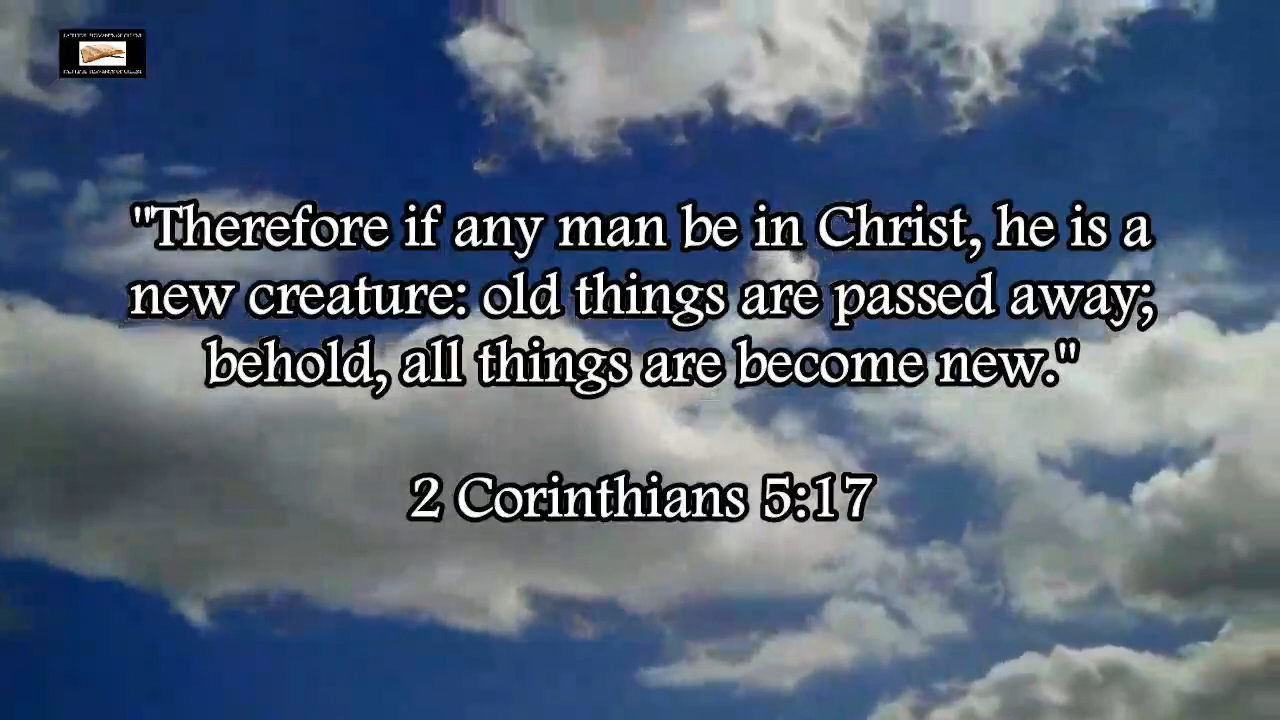 "Therefore if any man be in Christ, he is a
new creature: old things are passed away;
behold, all things are become new."
2 Corinthians 5:17